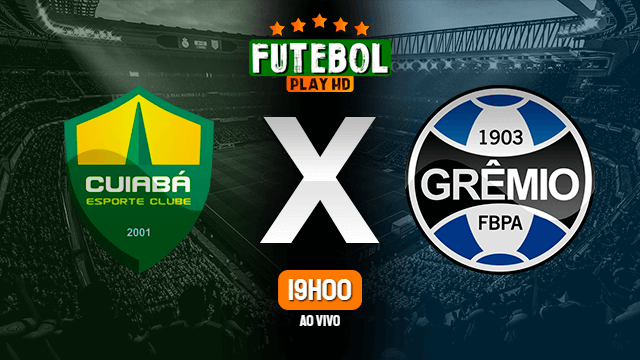 FUTEBOL
PLAY HD
CUIABÁ
ESPORTE CLUBE
2001
X
1903
GRÊMIO
FBPA
19H00
AO VIVO